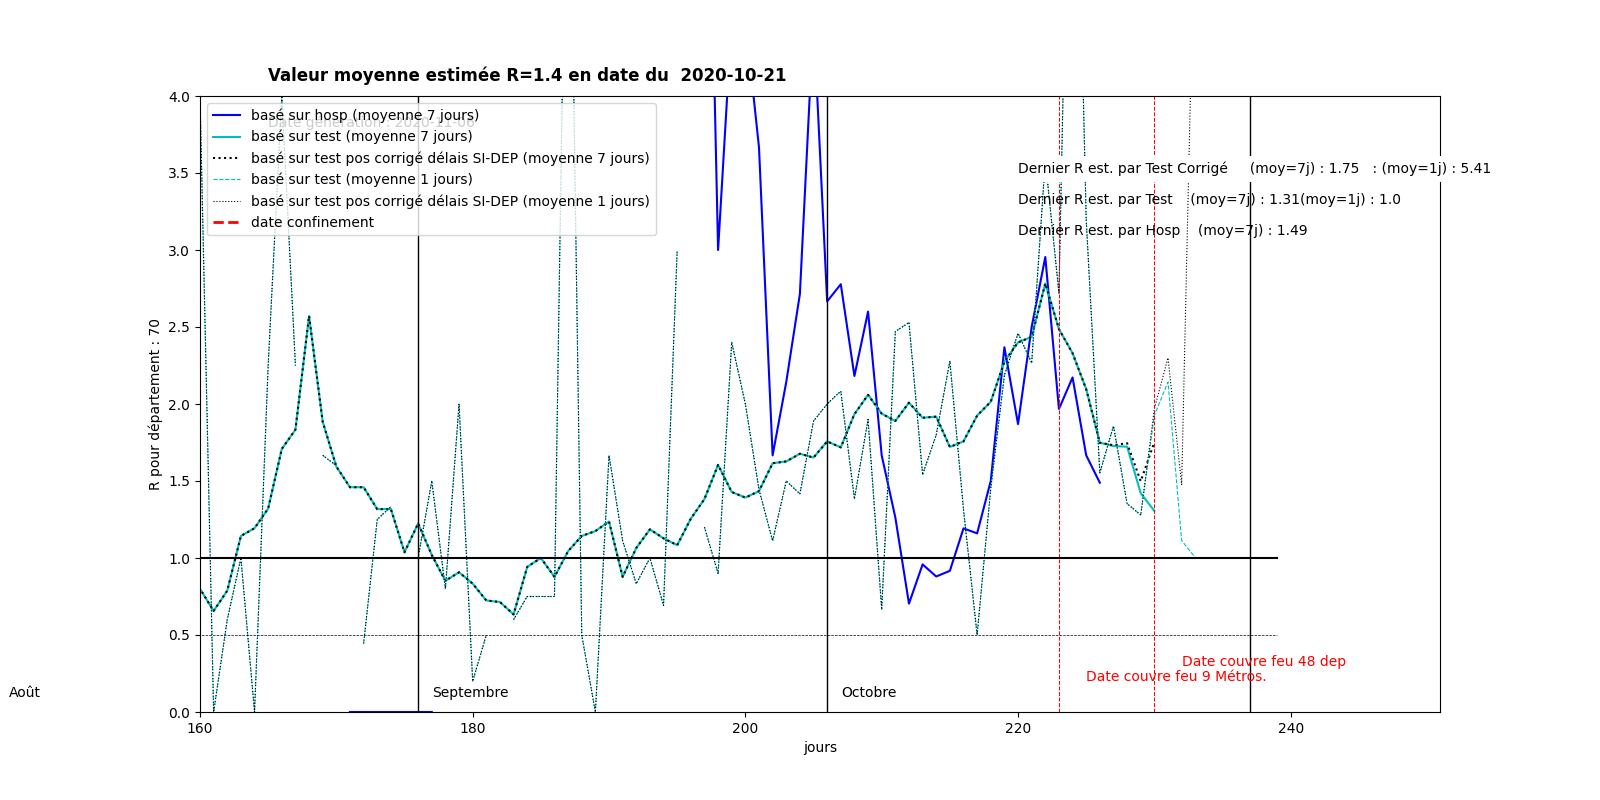 Valeur moyenne estimée R=1.4 en date du  2020-10-21
Date génération : 2020-11-06
basé sur hosp (moyenne 7 jours)
basé sur test (moyenne 7 jours)
basé sur test pos corrigé délais SI-DEP (moyenne 7 jours)
basé sur test (moyenne 1 jours)
basé sur test pos corrigé délais SI-DEP (moyenne 1 jours)
date confinement
Dernier R est. par Test Corrigé     (moy=7j) : 1.75   : (moy=1j) : 5.41
Dernier R est. par Test    (moy=7j) : 1.31(moy=1j) : 1.0
Dernier R est. par Hosp    (moy=7j) : 1.49
4.0
3.5
3.0
2.5
2.0
1.5
1.0
0.5
0.0
R pour département : 70
Date couvre feu 48 dep
Date couvre feu 9 Métros.
Août
Septembre
Octobre
160
180
200
220
240
jours